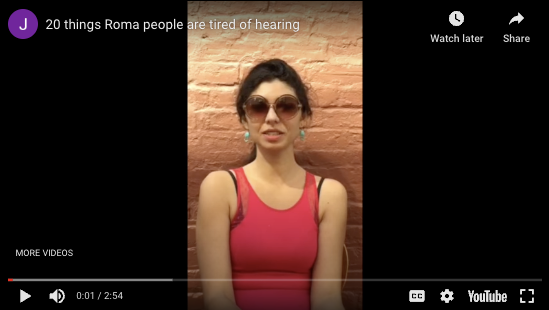 J
20 things Roma people are tired of hearing
Watch later
Share
MORE VIDEOS
0:01 / 2:54
CC
YouTube